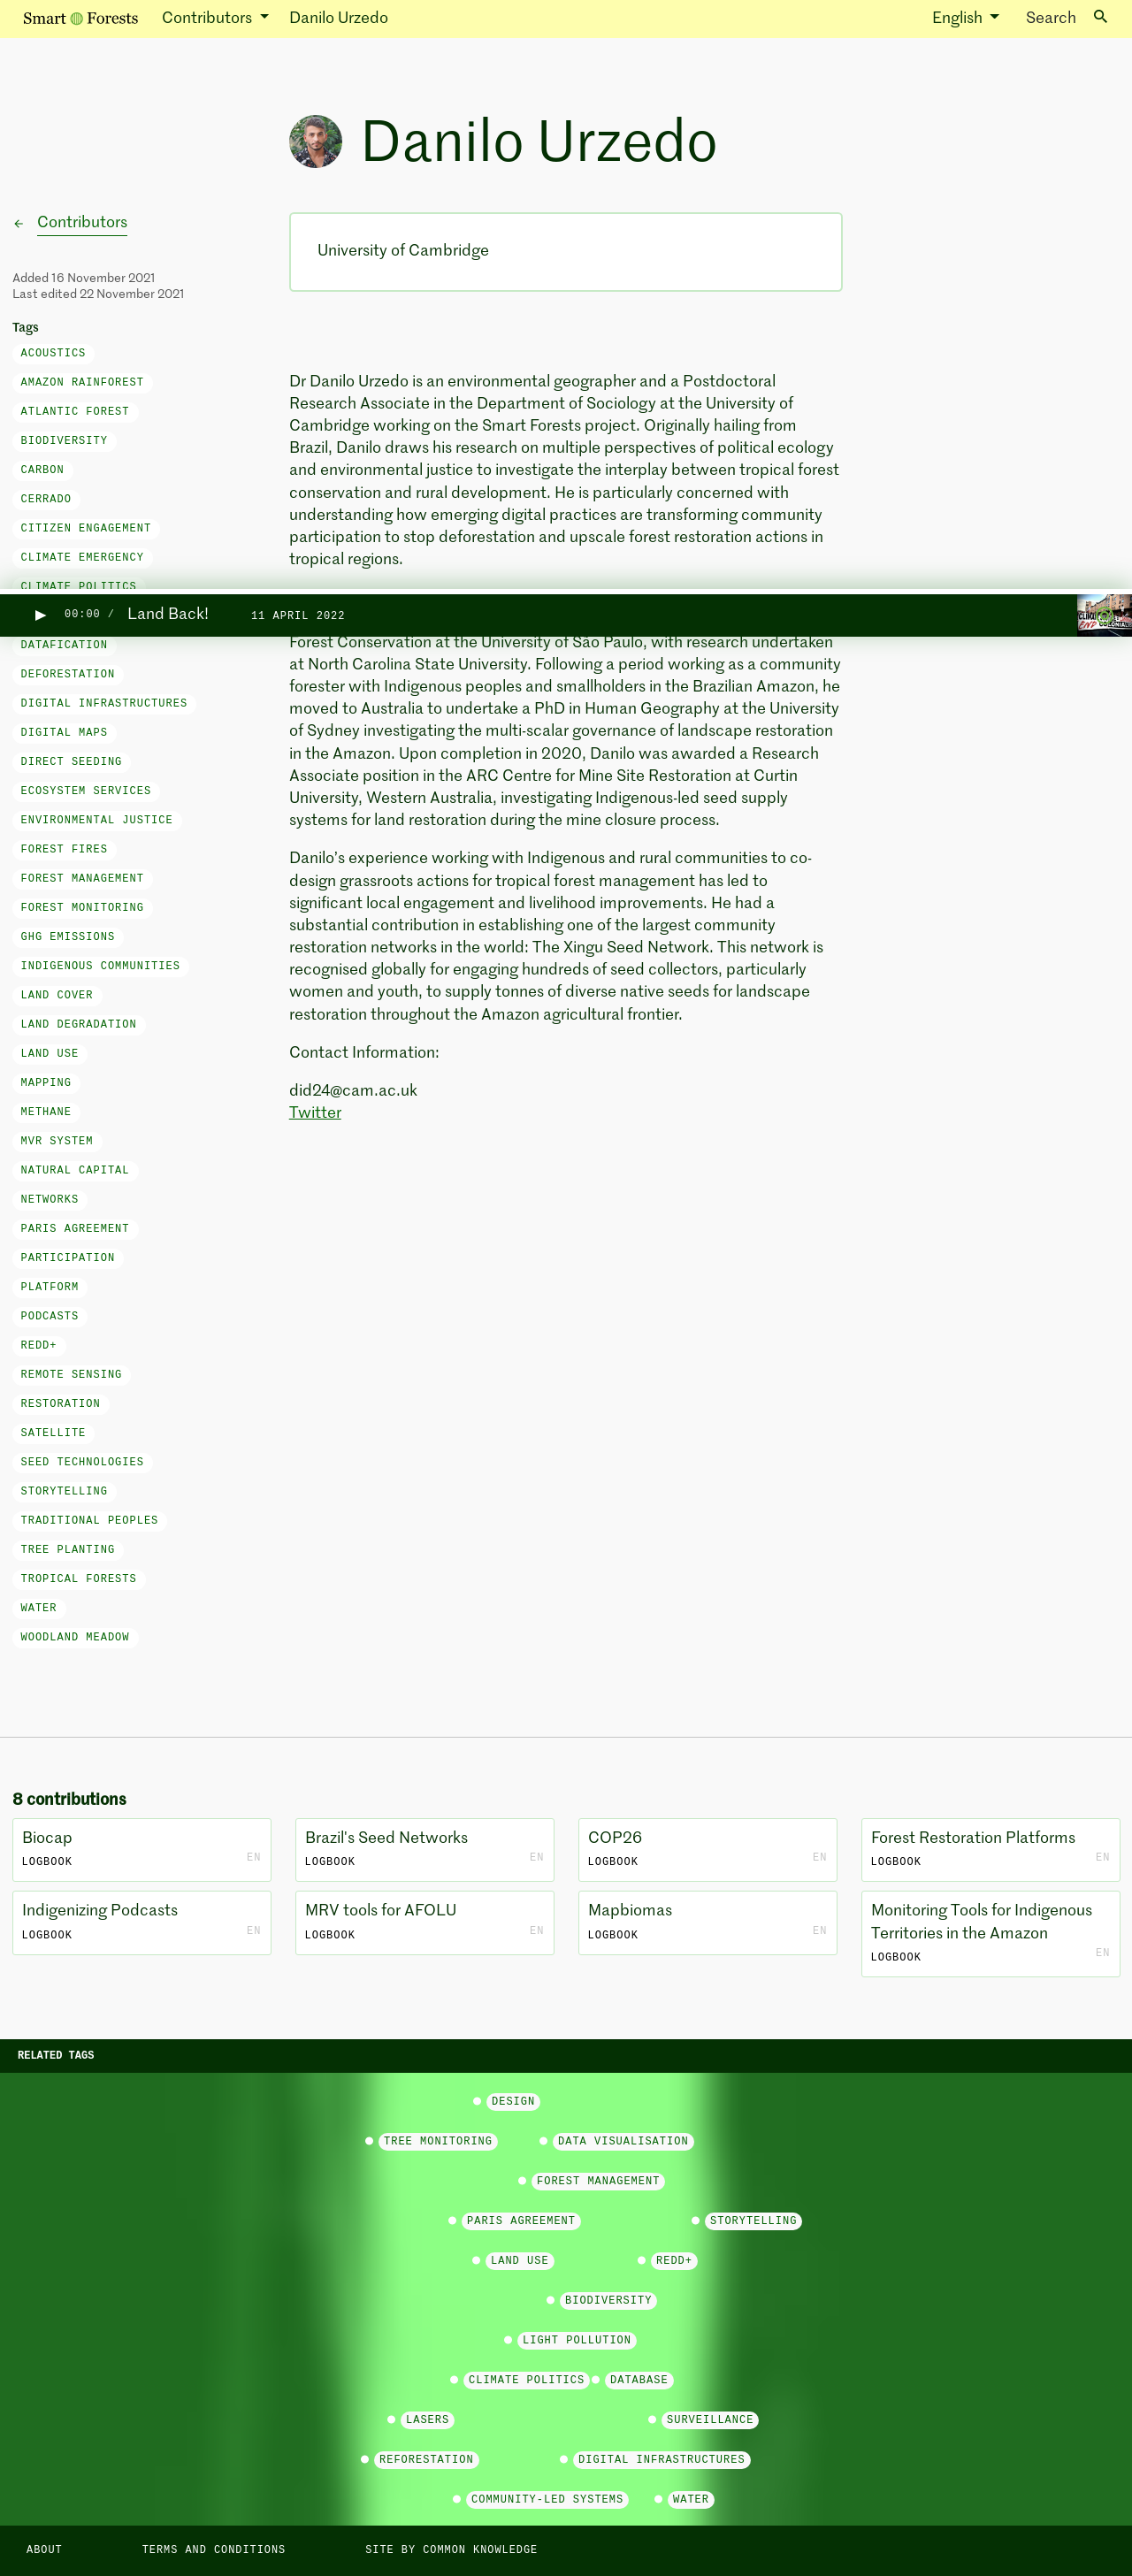 Smart Forests Contributors Danilo Urzedo English Search
Danilo Urzedo
Contributors
University of Cambridge
Added 16 November 2021
Last edited 22 November 2021
Tags
ACOUSTICS
AMAZON RAINFOREST
ATLANTIC FOREST
BIODIVERSITY
CARBON
CERRADO
CITIZEN ENGAGEMENT
CLIMATE EMERGENCY
CLIMATE POLITICS
Dr Danilo Urzedo is an environmental geographer and a Postdoctoral
Research Associate in the Department of Sociology at the University of
Cambridge working on the Smart Forests project. Originally hailing from
Brazil, Danilo draws his research on multiple perspectives of political ecology
and environmental justice to investigate the interplay between tropical forest
conservation and rural development. He is particularly concerned with
understanding how emerging digital practices are transforming community
participation to stop deforestation and upscale forest restoration actions in
tropical regions.
00:00 / Land Back! 11 APRIL 2022
DATAFICATION
DEFORESTATION
DIGITAL INFRASTRUCTURES
DIGITAL MAPS
DIRECT SEEDING
ECOSYSTEM SERVICES
ENVIRONMENTAL JUSTICE
FOREST FIRES
FOREST MANAGEMENT
FOREST MONITORING
GHG EMISSIONS
INDIGENOUS COMMUNITIES
LAND COVER
LAND DEGRADATION
LAND USE
MAPPING
METHANE
MVR SYSTEM
NATURAL CAPITAL
NETWORKS
PARIS AGREEMENT
PARTICIPATION
PLATFORM
PODCASTS
REDD+
REMOTE SENSING
RESTORATION
SATELLITE
SEED TECHNOLOGIES
STORYTELLING
TRADITIONAL PEOPLES
TREE PLANTING
TROPICAL FORESTS
WATER
WOODLAND MEADOW
Forest Conservation at the University of São Paulo, with research undertaken
at North Carolina State University. Following a period working as a community
forester with Indigenous peoples and smallholders in the Brazilian Amazon, he
moved to Australia to undertake a PhD in Human Geography at the University
of Sydney investigating the multi-scalar governance of landscape restoration
in the Amazon. Upon completion in 2020, Danilo was awarded a Research
Associate position in the ARC Centre for Mine Site Restoration at Curtin
University, Western Australia, investigating Indigenous-led seed supply
systems for land restoration during the mine closure process.
Danilo’s experience working with Indigenous and rural communities to co-
design grassroots actions for tropical forest management has led to
significant local engagement and livelihood improvements. He had a
substantial contribution in establishing one of the largest community
restoration networks in the world: The Xingu Seed Network. This network is
recognised globally for engaging hundreds of seed collectors, particularly
women and youth, to supply tonnes of diverse native seeds for landscape
restoration throughout the Amazon agricultural frontier.
Contact Information:
did24@cam.ac.uk
Twitter
8 contributions
Biocap
LOGBOOK EN
Brazil's Seed Networks
LOGBOOK EN
COP26
LOGBOOK EN
Forest Restoration Platforms
LOGBOOK EN
Indigenizing Podcasts
LOGBOOK EN
MRV tools for AFOLU
LOGBOOK EN
Mapbiomas
LOGBOOK EN
Monitoring Tools for Indigenous
Territories in the Amazon
LOGBOOK EN
RELATED TAGS
DESIGN
TREE MONITORING DATA VISUALISATION
FOREST MANAGEMENT
PARIS AGREEMENT STORYTELLING
LAND USE REDD+
BIODIVERSITY
LIGHT POLLUTION
CLIMATE POLITICS DATABASE
LASERS SURVEILLANCE
REFORESTATION DIGITAL INFRASTRUCTURES
COMMUNITY-LED SYSTEMS WATER
ABOUT TERMS AND CONDITIONS SITE BY COMMON KNOWLEDGE